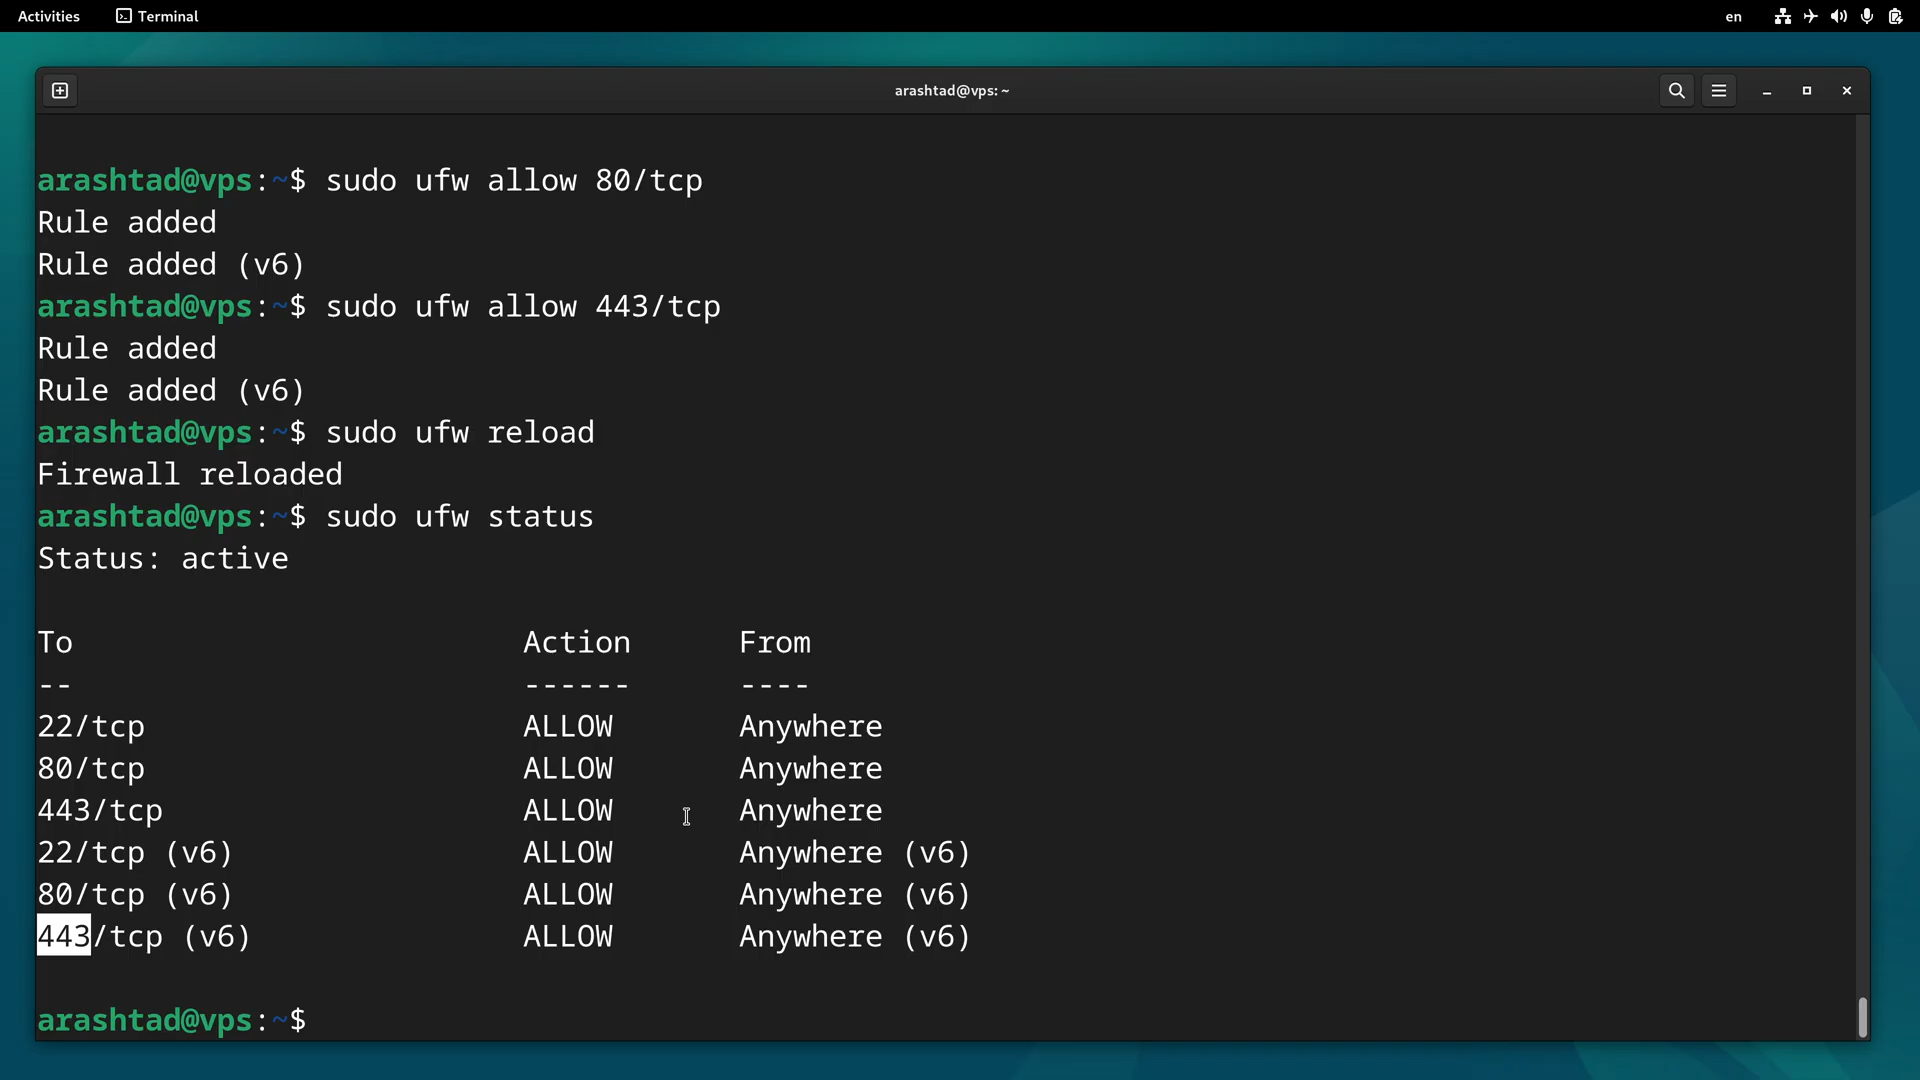 Activities Terminal en
arashtad@vps: ~
arashtad@vps:~$ sudo ufw allow 80/tcp
Rule added
Rule added (v6)
arashtad@vps:~$ sudo ufw allow 443/tcp
Rule added
Rule added (v6)
arashtad@vps:~$ sudo ufw reload
Firewall reloaded
arashtad@vps:~$ sudo ufw status
Status: active
To Action From
-- ------ ----
22/tcp ALLOW Anywhere
80/tcp ALLOW Anywhere
443/tcp ALLOW Anywhere
22/tcp (v6) ALLOW Anywhere (v6)
80/tcp (v6) ALLOW Anywhere (v6)
443/tcp (v6) ALLOW Anywhere (v6)
arashtad@vps:~$